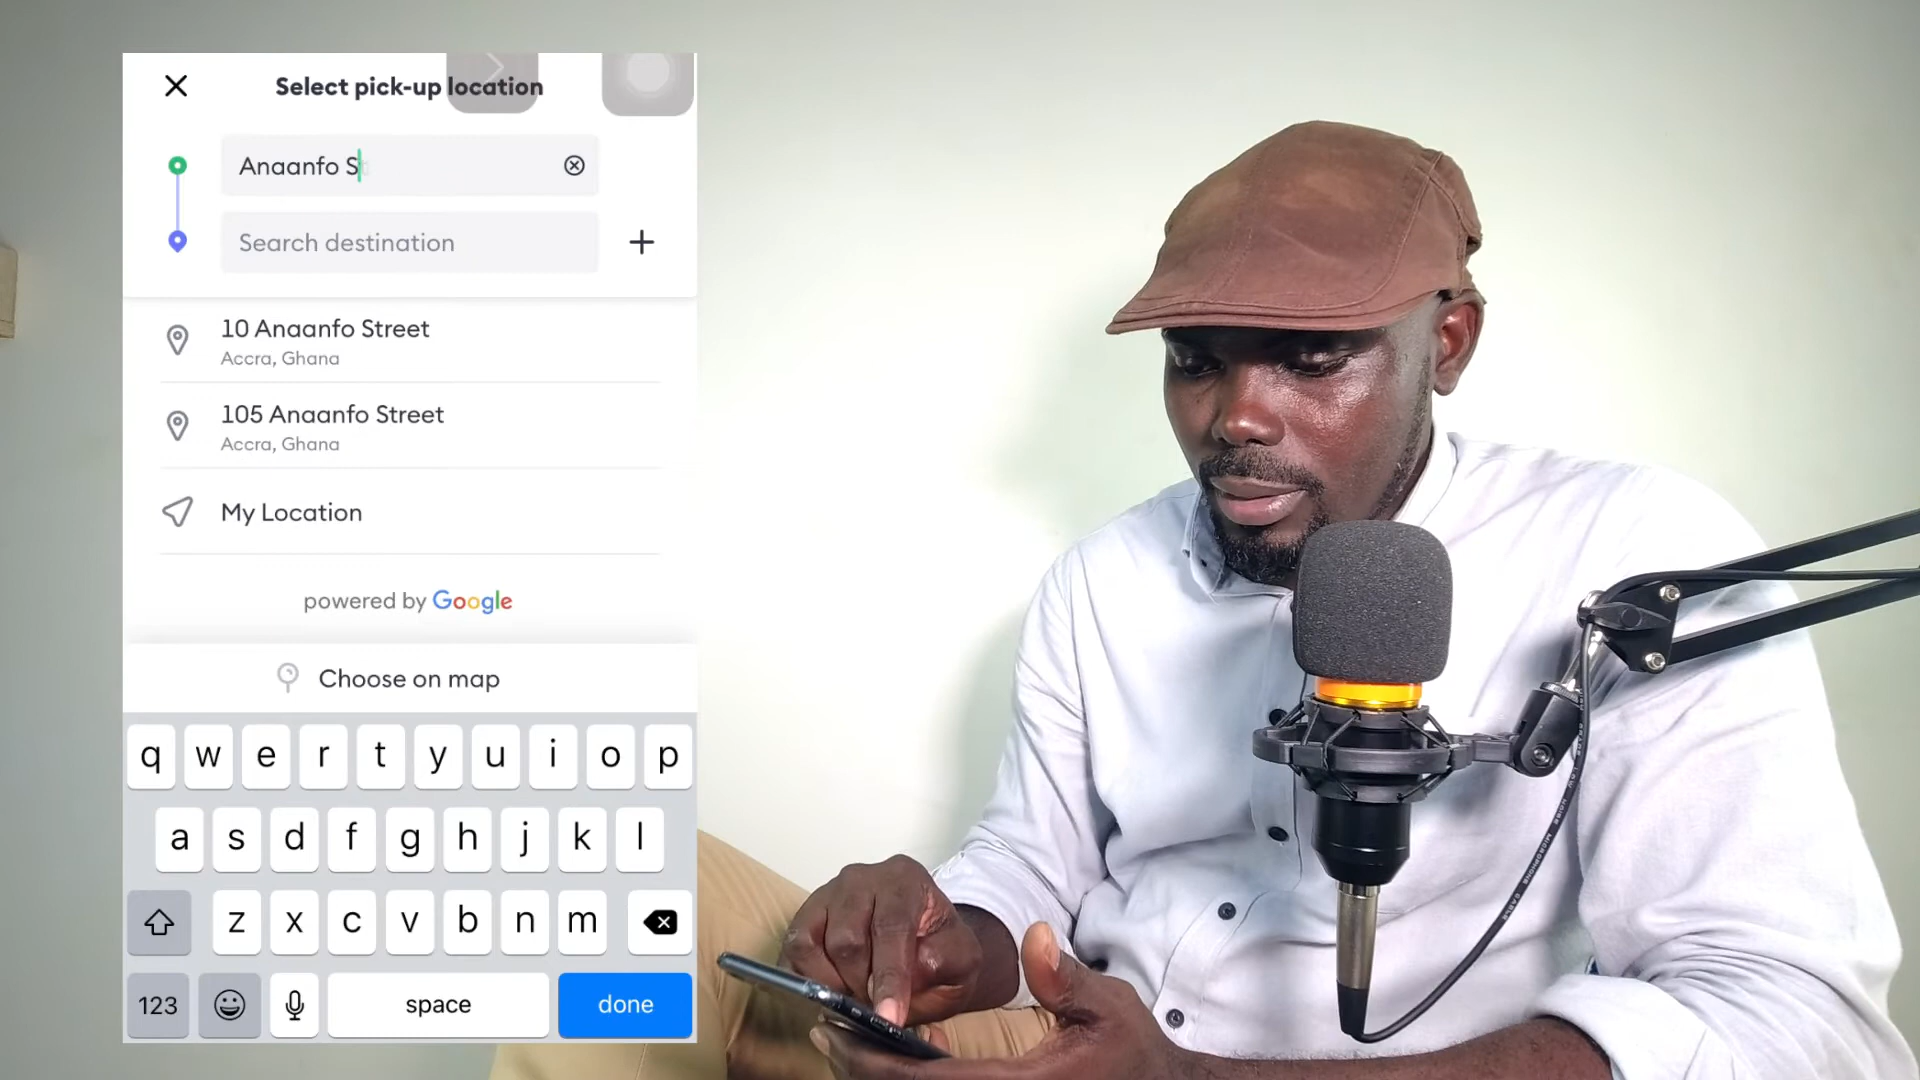 Select pick-up location
Anaanfo S
Search destination
10 Anaanfo Street
Accra, Ghana
105 Anaanfo Street
Accra, Ghana
My Location
powered by Google
Choose on map
q w e r t y u i o p
a s d f g h j k l
z x c v b n m
123 space done